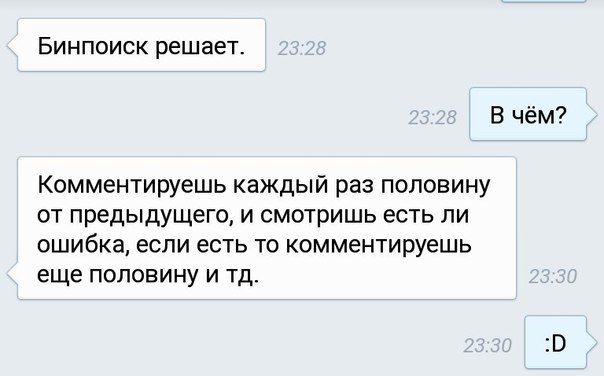 Бинпоиск решает.
23:28
23:28
В чём?
Комментируешь каждый раз половину
от предыдущего, и смотришь есть ли
ошибка, если есть то комментируешь
еще половину и тд.
23:30
23:30
:D